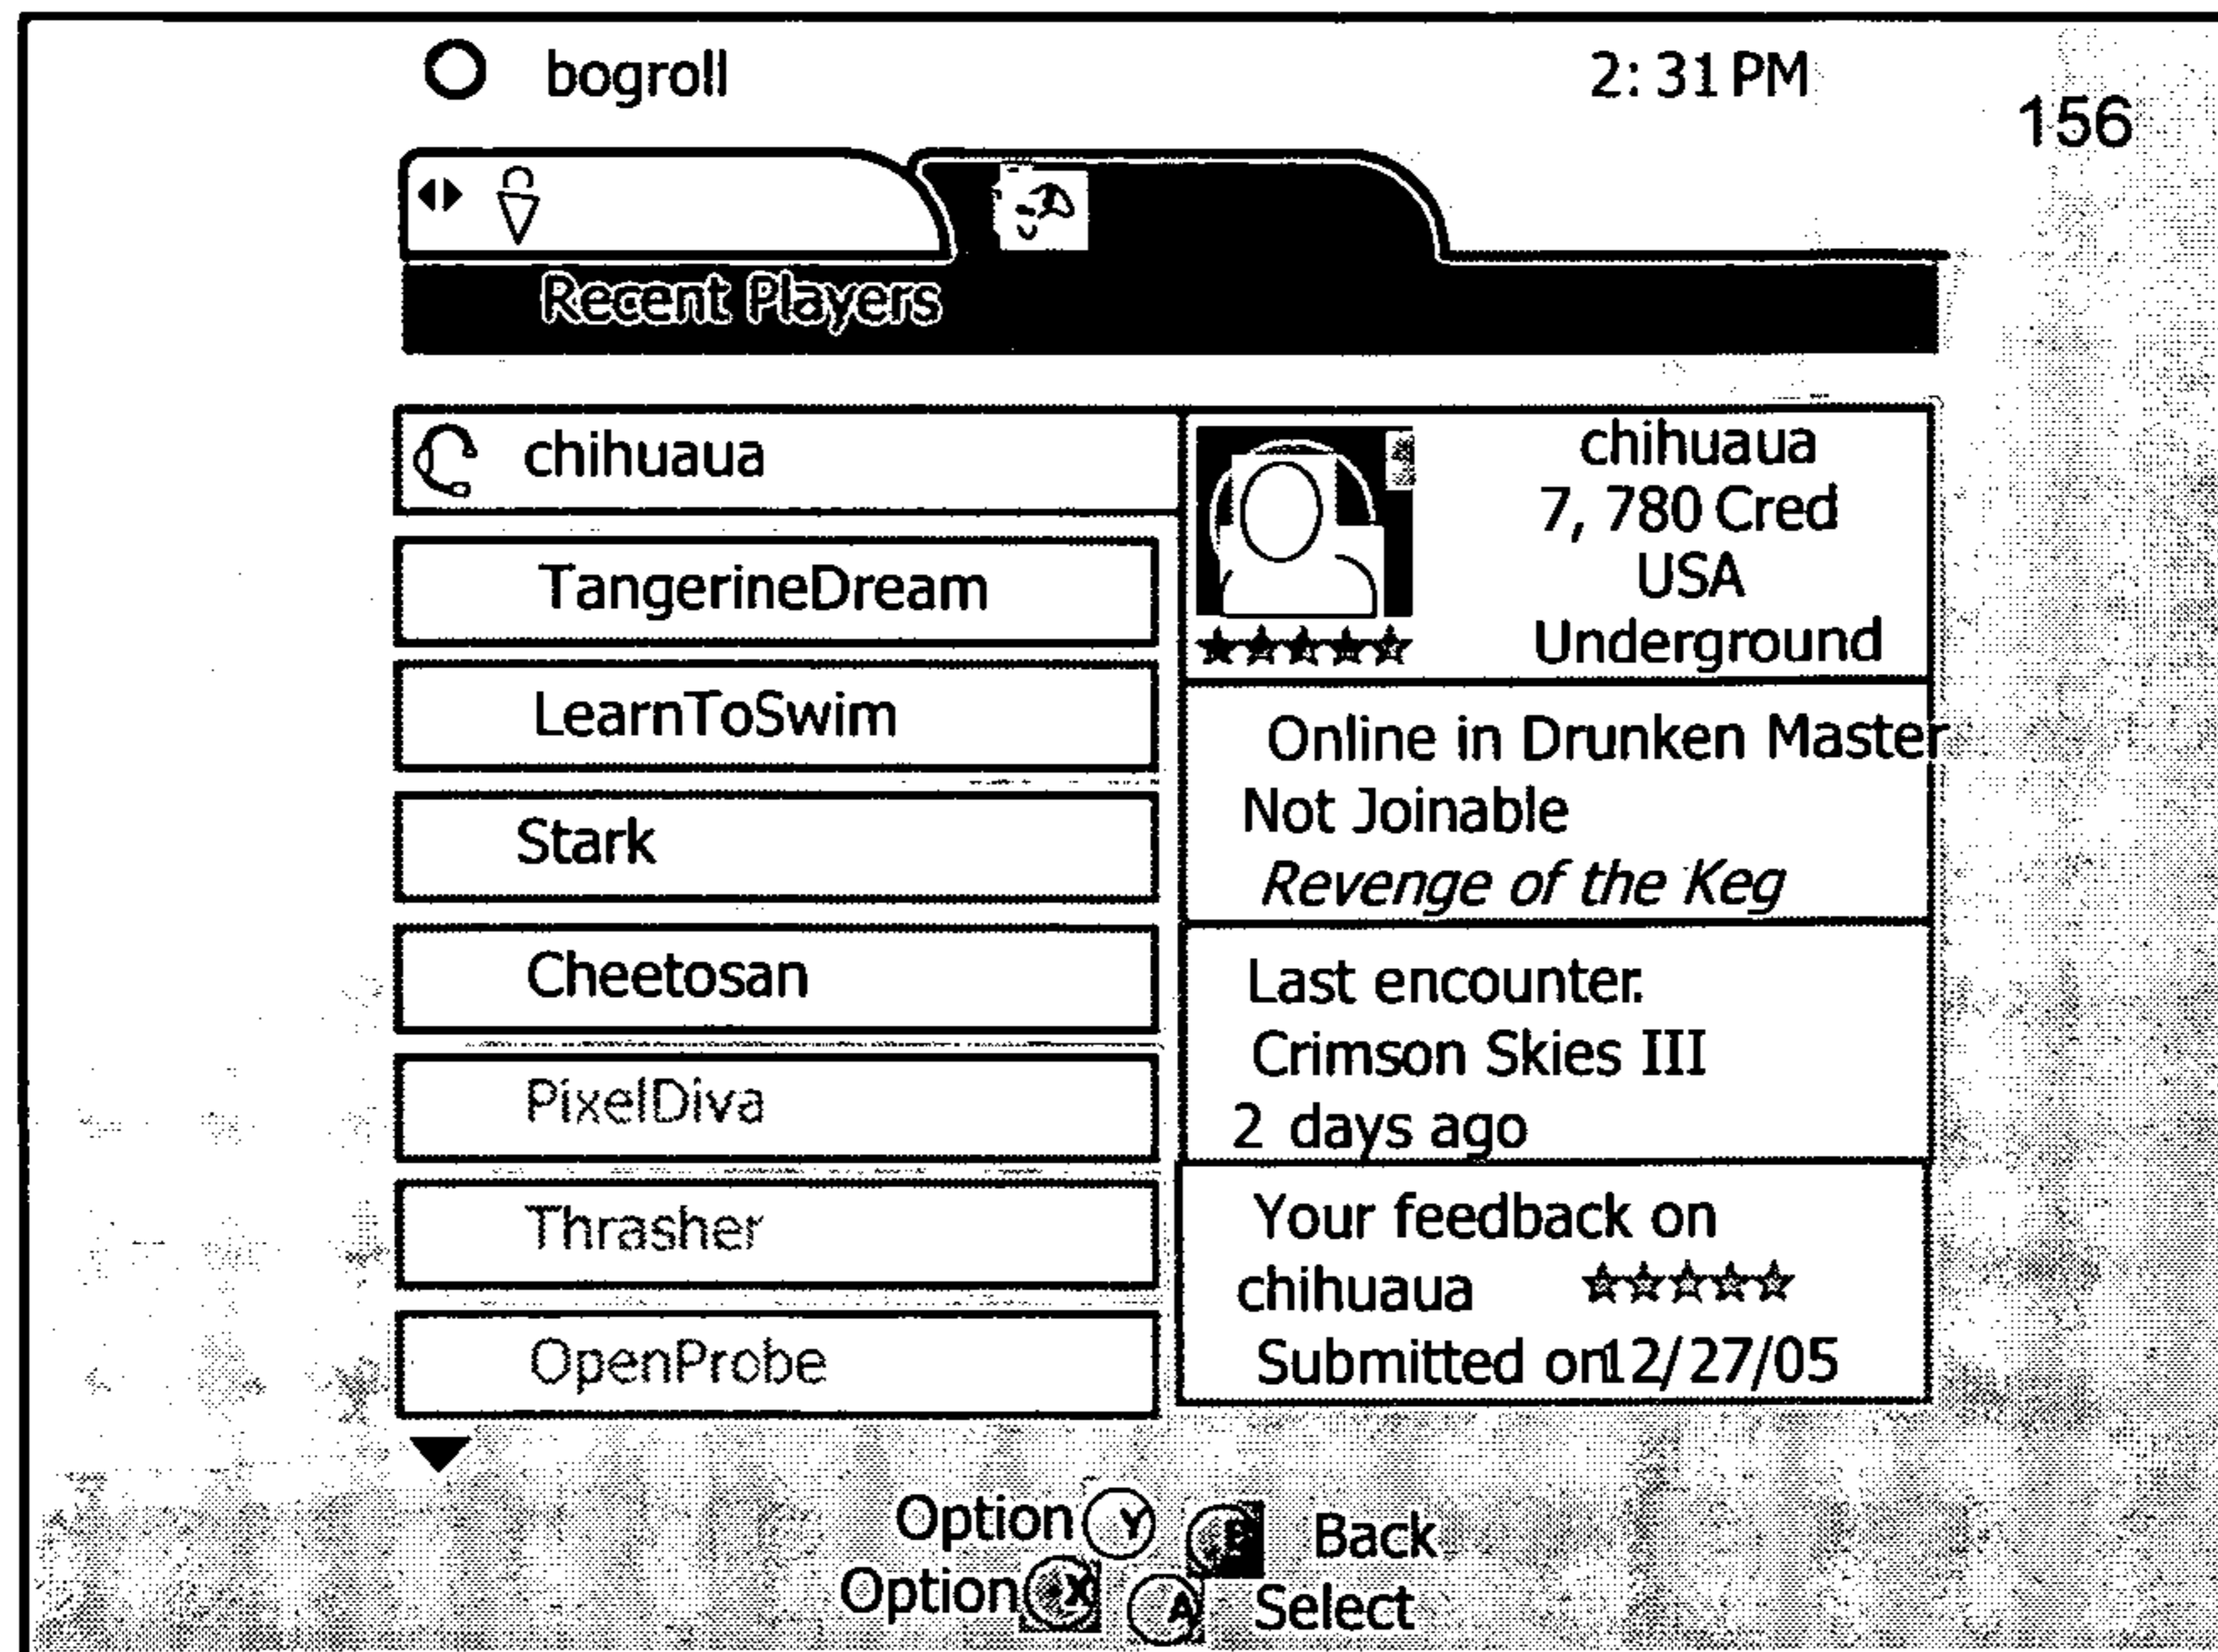 bogroll 2: 31 PM
156
Recent Players
chihuaua
TangerineDream
LearnToSwim
Stark
Cheetosan
PixelDiva
Thrasher
OpenProbe
chihuaua
7, 780 Cred
USA
Underground
Online in Drunken Master
Not Joinable
Revenge of the Keg
Last encounter:
Crimson Skies III
2 days ago
Your feedback on
chihuaua
Submitted on 12/27/05
Option Y B Back
Option X A Select